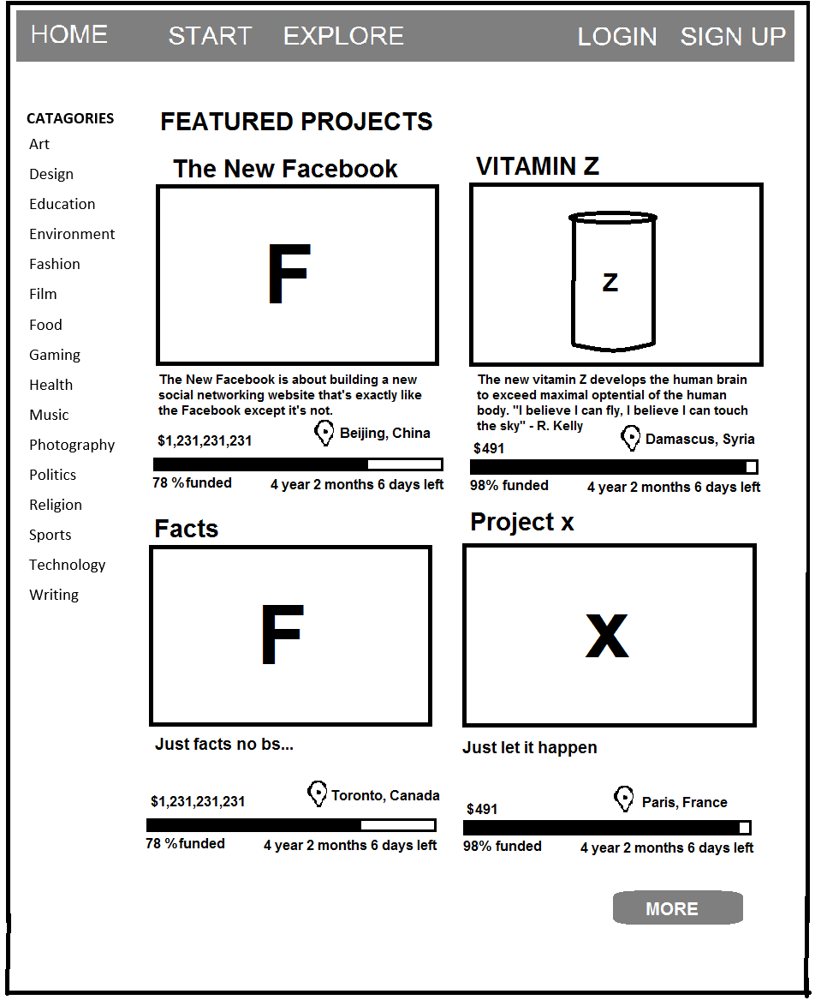 HOME START EXPLORE LOGIN SIGN UP
CATAGORIES
Art
Design
Education
Environment
Fashion
Film
Food
Gaming
Health
Music
Photography
Politics
Religion
Sports
Technology
Writing
FEATURED PROJECTS
The New Facebook
F
The New Facebook is about building a new
social networking website that's exactly like
the Facebook except it's not.
$1,231,231,231
Beijing, China
78 %funded
4 year 2 months 6 days left
VITAMIN Z
Z
The new vitamin Z develops the human brain
to exceed maximal optential of the human
body. "I believe I can fly, I believe I can touch
the sky" - R. Kelly
$491
Damascus, Syria
98% funded
4 year 2 months 6 days left
Facts
F
Just facts no bs...
$1,231,231,231
Toronto, Canada
78 %funded
4 year 2 months 6 days left
Project x
x
Just let it happen
$491
Paris, France
98% funded
4 year 2 months 6 days left
MORE